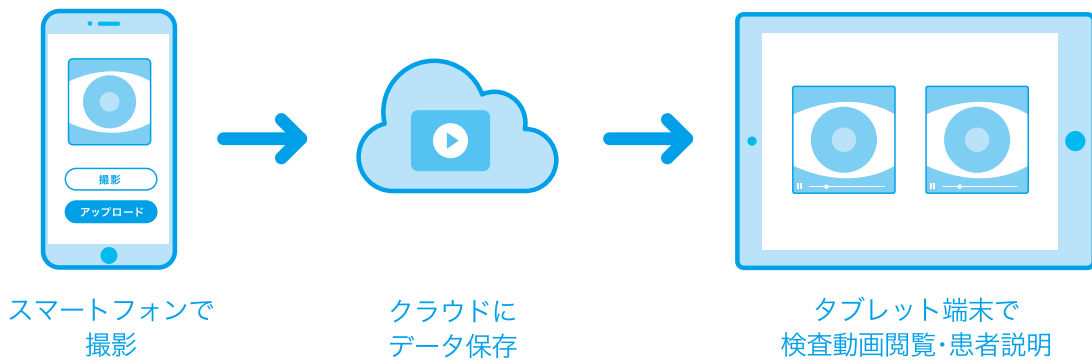 撮影
アップロード
スマートフォンで
撮影
クラウドに
データ保存
タブレット端末で
検査動画閲覧・患者説明